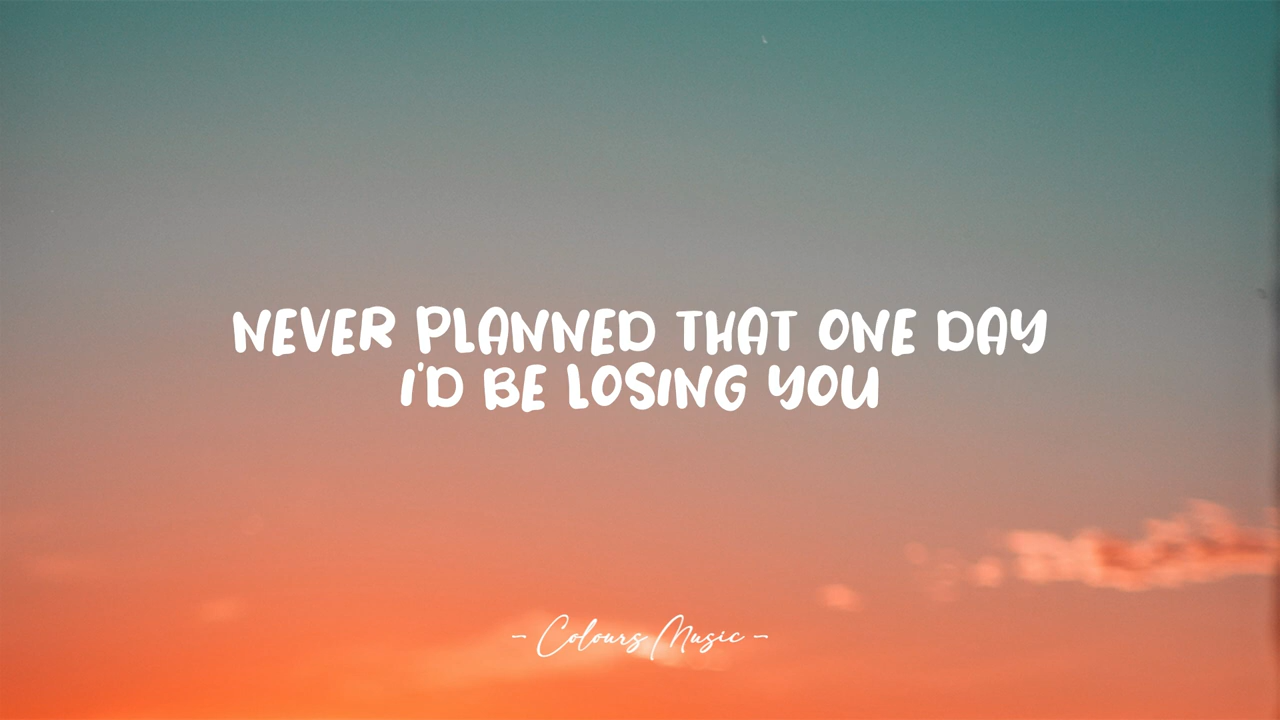 NEVER PLANNED THAT ONE DAY
I'D BE LOSING YOU
- Colours Music -